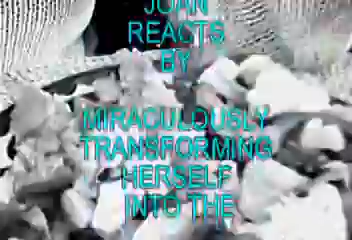 JOAN
REACTS
BY
MIRACULOUSLY
TRANSFORMING
HERSELF
INTO THE